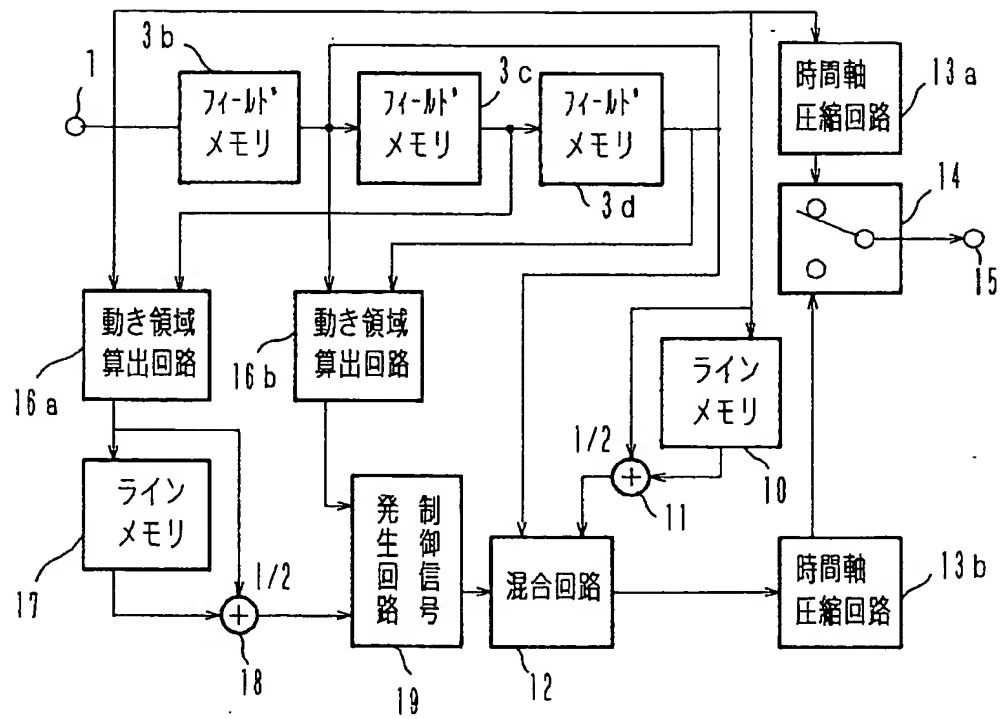 3b
1
フィールド
メモリ
3c
フィールド
メモリ
フィールド
メモリ
3d
時間軸
圧縮回路
13a
14
15
動き領域
算出回路
16a
動き領域
算出回路
16b
ライン
メモリ
10
1/2
11
ライン
メモリ
17
1/2
18
制御信号
発生回路
19
混合回路
12
時間軸
圧縮回路
13b